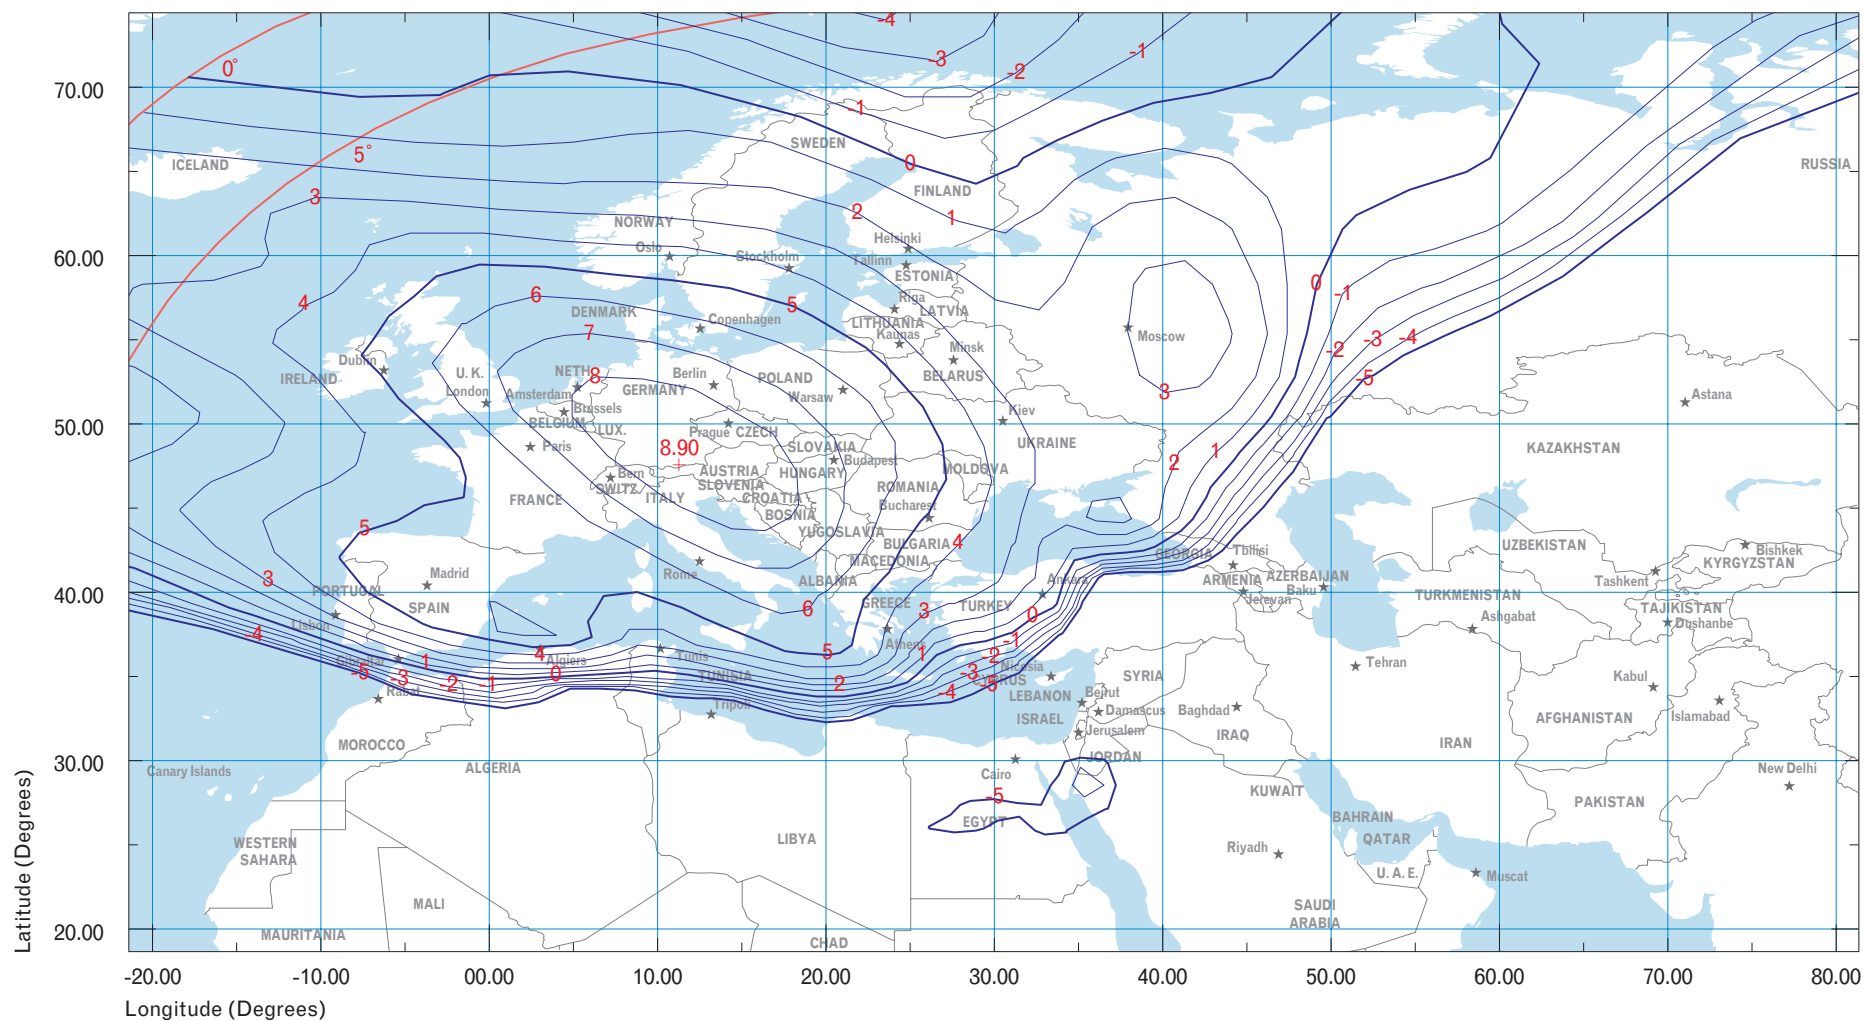 -4
-3
-2
-1
0°
70.00
-1
SWEDEN
5°
0
ICELAND
RUSSIA
3
FINLAND
2
1
NORWAY
Helsinki
Oslo
Stockholm
60.00
Tallinn
ESTONIA
0
-1
4
6
5
Riga
DENMARK
Copenhagen
LATVIA
LITHUANIA
7
Kaunas
Moscow
-3
-4
Minsk
-2
Dublin
IRELAND
U. K.
NETH.
8
Berlin
POLAND
BELARUS
-5
London
Amsterdam
GERMANY
Warsaw
3
Astana
Brussels
Kiev
50.00
BELGIUM
LUX.
Prague
CZECH
Paris
8.90
SLOVAKIA
UKRAINE
KAZAKHSTAN
1
2
Budapest
Bern
AUSTRIA
HUNGARY
MOLDOVA
SLOVENIA
SWITZ.
ITALY
CROATIA
ROMANIA
FRANCE
Bucharest
BOSNIA
5
YUGOSLAVIA
BULGARIA
4
UZBEKISTAN
GEORGIA
Tbilisi
Bishkek
MACEDONIA
KYRGYZSTAN
3
Madrid
Rome
ALBANIA
Ankara
ARMENIA
AZERBAIJAN
Tashkent
40.00
PORTUGAL
SPAIN
6
GREECE
3
TURKEY
0
Jerevan
Baku
TURKMENISTAN
TAJIKISTAN
Lisbon
Ashgabat
Dushanbe
-4
Athens
-1
Gibraltar
1
4
Algiers
Tunis
5
1
-2
Nicosia
Tehran
-5
-3
-2
-1
0
TUNISIA
2
-3
CYPRUS
SYRIA
Kabul
Rabat
-4
-5
LEBANON
Beirut
Tripoli
Damascus
Baghdad
AFGHANISTAN
Islamabad
ISRAEL
Jerusalem
IRAQ
MOROCCO
IRAN
30.00
Canary Islands
ALGERIA
Cairo
JORDAN
New Delhi
-5
KUWAIT
PAKISTAN
EGYPT
BAHRAIN
WESTERN
SAHARA
LIBYA
QATAR
Riyadh
U. A. E.
Muscat
MALI
SAUDI
ARABIA
20.00
MAURITANIA
CHAD
Latitude (Degrees)
-20.00 -10.00 00.00 10.00 20.00 30.00 40.00 50.00 60.00 70.00 80.00
Longitude (Degrees)